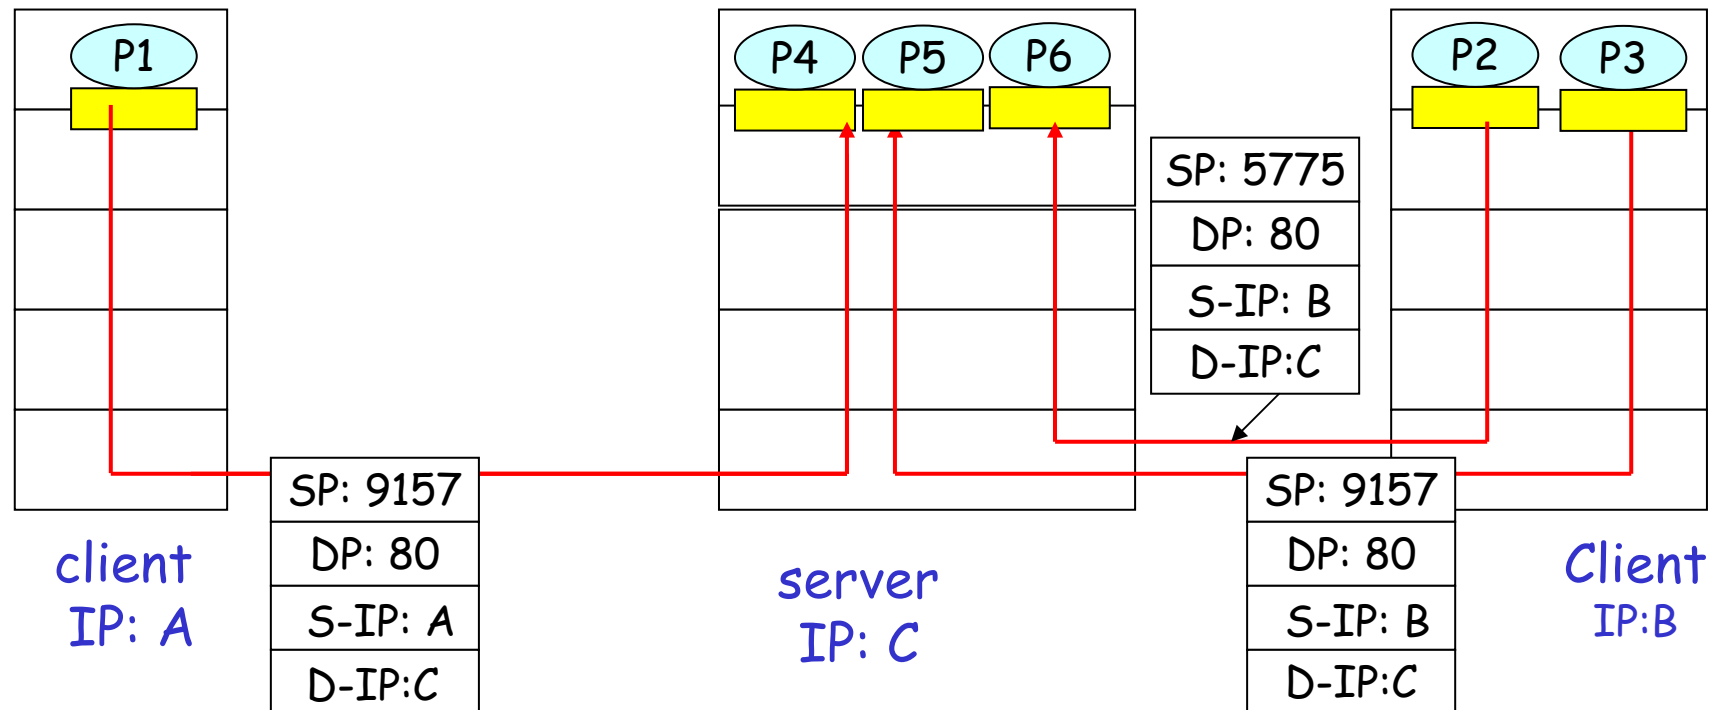 P1
P4
P5
P6
P2
P3
SP: 5775
DP: 80
S-IP: B
D-IP:C
SP: 9157
DP: 80
S-IP: A
D-IP:C
SP: 9157
DP: 80
S-IP: B
D-IP:C
client
IP: A
server
IP: C
Client
IP:B